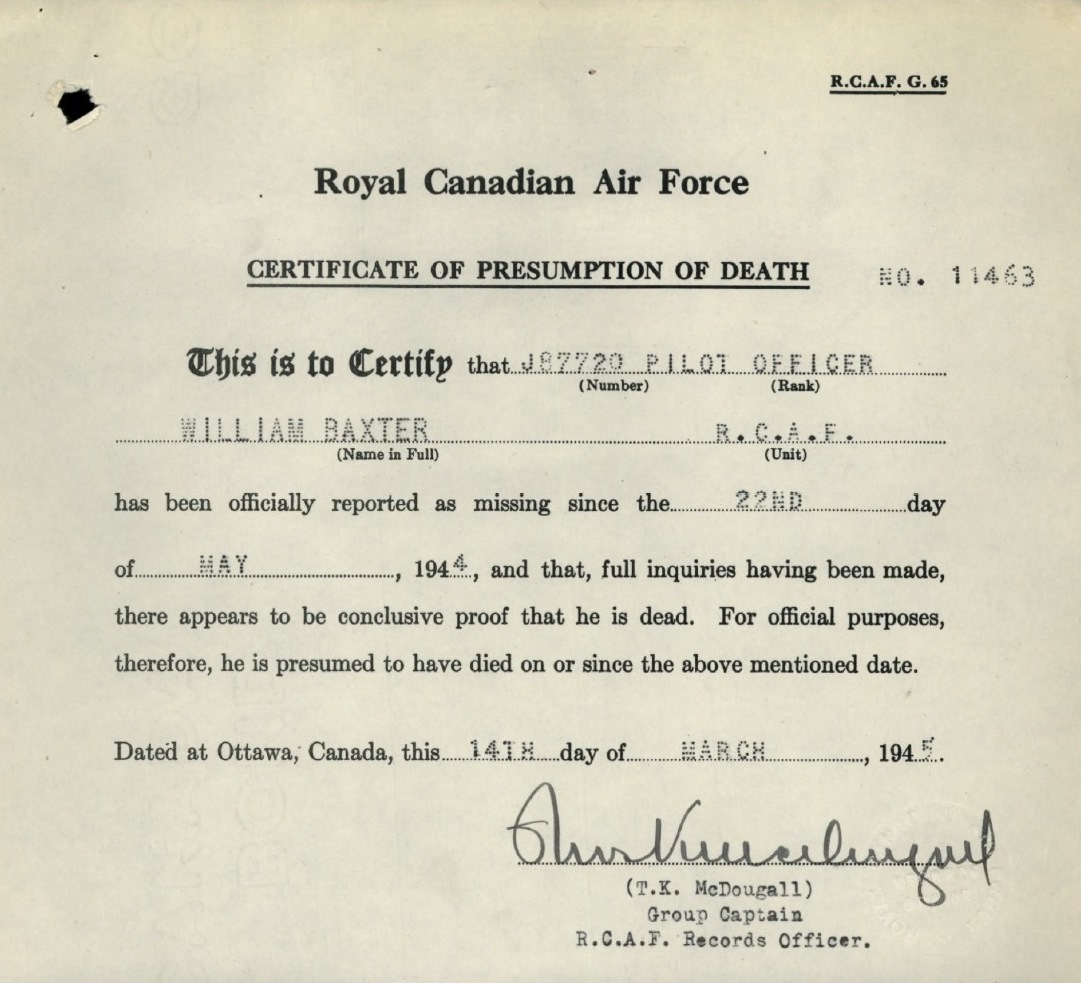 R.C.A.F. G. 65
Royal Canadian Air Force
CERTIFICATE OF PRESUMPTION OF DEATH NO. 11463
This is to Certify that J87720 PILOT OFFICER
(Number) (Rank)
WILLIAM BAXTER R.C.A.F.
(Name in Full) (Unit)
has been officially reported as missing since the 22ND day
of MAY, 1944, and that, full inquiries having been made,
there appears to be conclusive proof that he is dead. For official purposes,
therefore, he is presumed to have died on or since the above mentioned date.
Dated at Ottawa, Canada, this 14TH day of MARCH, 1945.
(T.K. McDougall)
Group Captain
R.C.A.F. Records Officer.